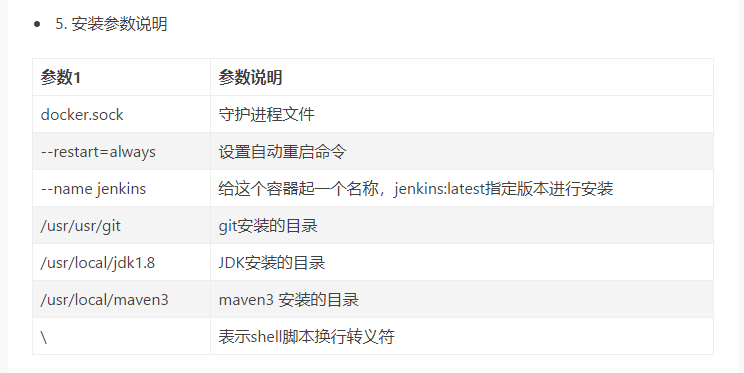 5. 安装参数说明
参数1 参数说明
docker.sock 守护进程文件
--restart=always 设置自动重启命令
--name jenkins 给这个容器起一个名称，jenkins:latest指定版本进行安装
/usr/usr/git git安装的目录
/usr/local/jdk1.8 JDK安装的目录
/usr/local/maven3 maven3 安装的目录
\ 表示shell脚本换行转义符